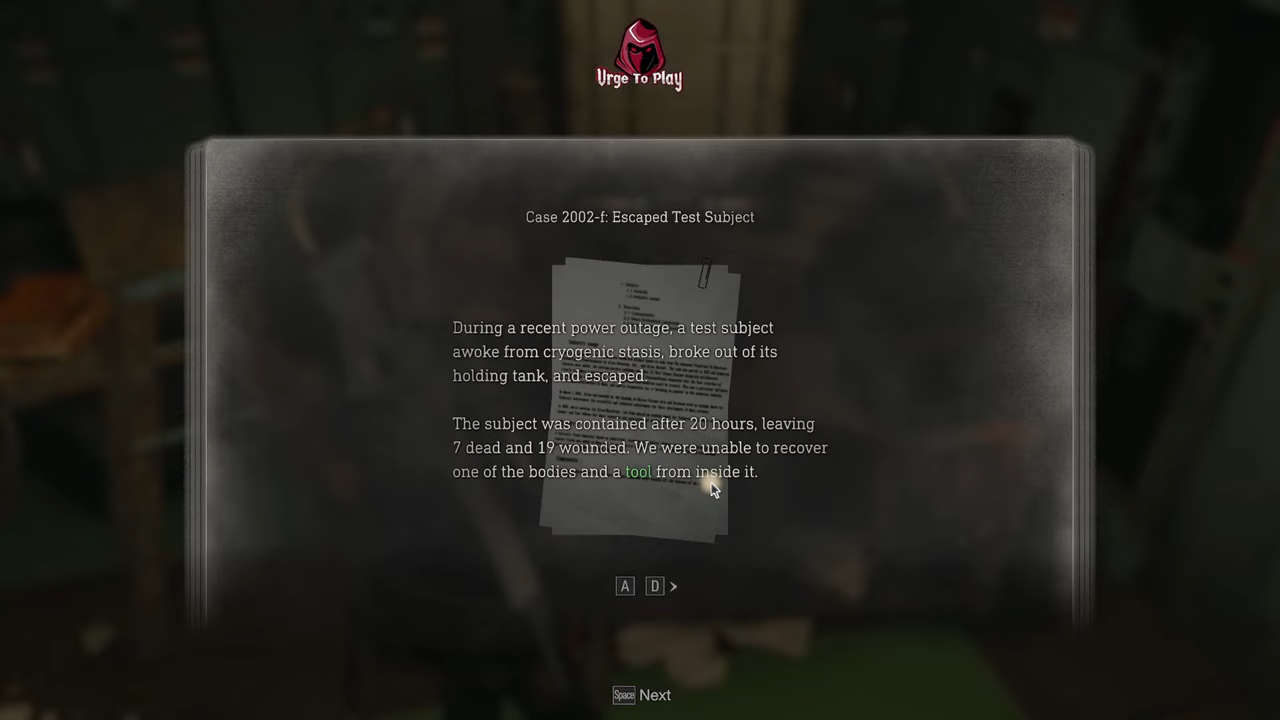 Urge To Play
Case 2002-f: Escaped Test Subject
During a recent power outage, a test subject
awoke from cryogenic stasis, broke out of its
holding tank, and escaped.
The subject was contained after 20 hours, leaving
7 dead and 19 wounded. We were unable to recover
one of the bodies and a tool from inside it.
A D >
Space Next